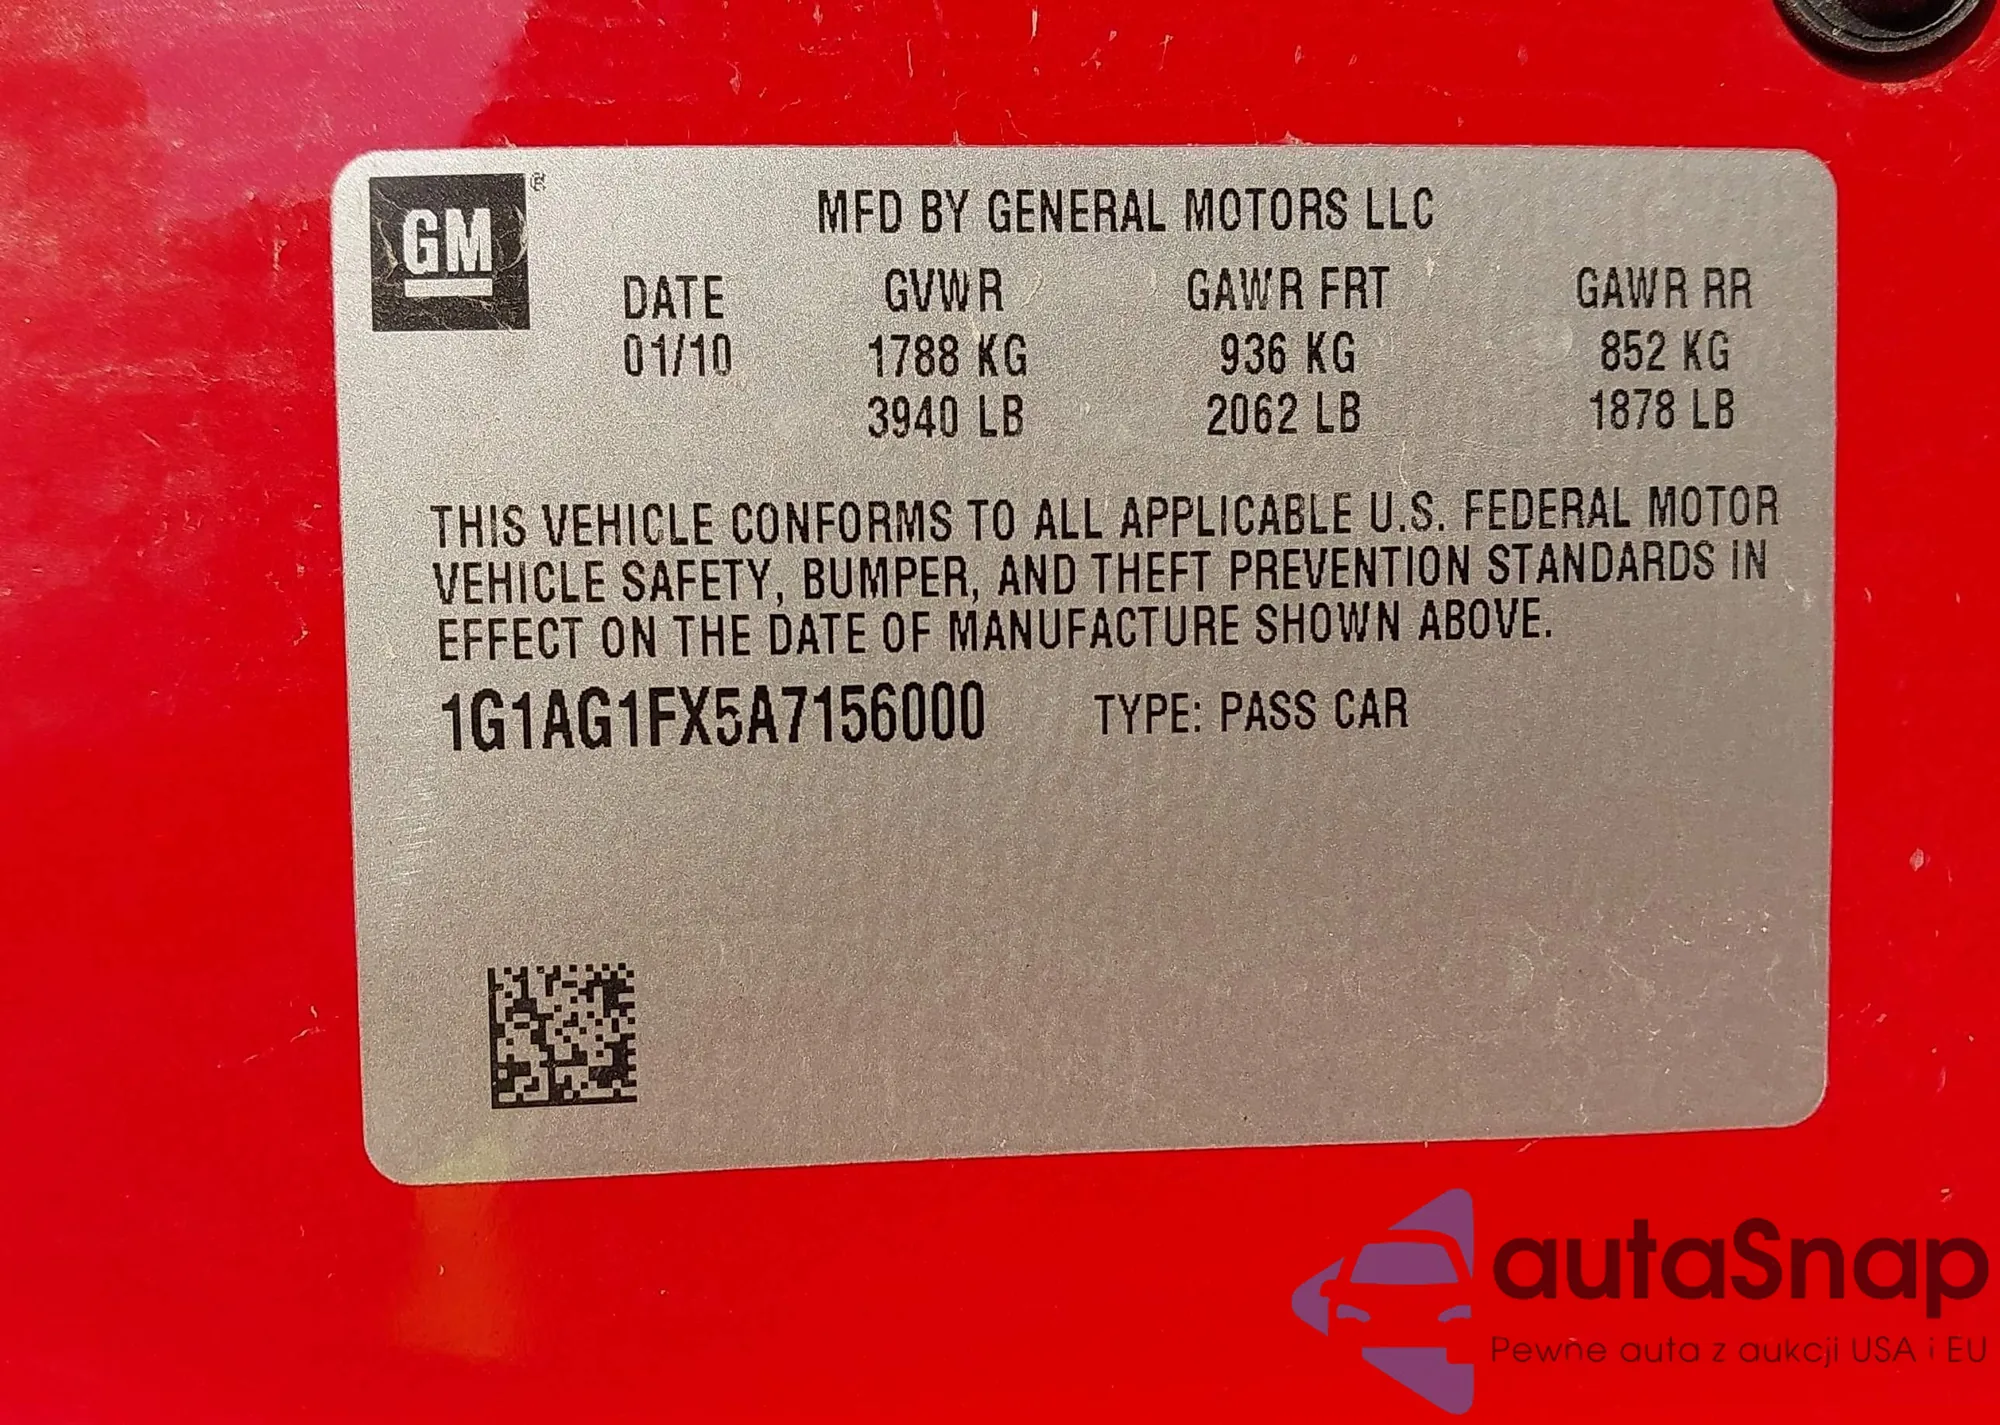 GM ®
MFD BY GENERAL MOTORS LLC
DATE GVWR GAWR FRT GAWR RR
01/10 1788 KG 936 KG 852 KG
3940 LB 2062 LB 1878 LB
THIS VEHICLE CONFORMS TO ALL APPLICABLE U.S. FEDERAL MOTOR
VEHICLE SAFETY, BUMPER, AND THEFT PREVENTION STANDARDS IN
EFFECT ON THE DATE OF MANUFACTURE SHOWN ABOVE.
1G1AG1FX5A7156000 TYPE: PASS CAR
autaSnap
Pewne auta z aukcji USA i EU